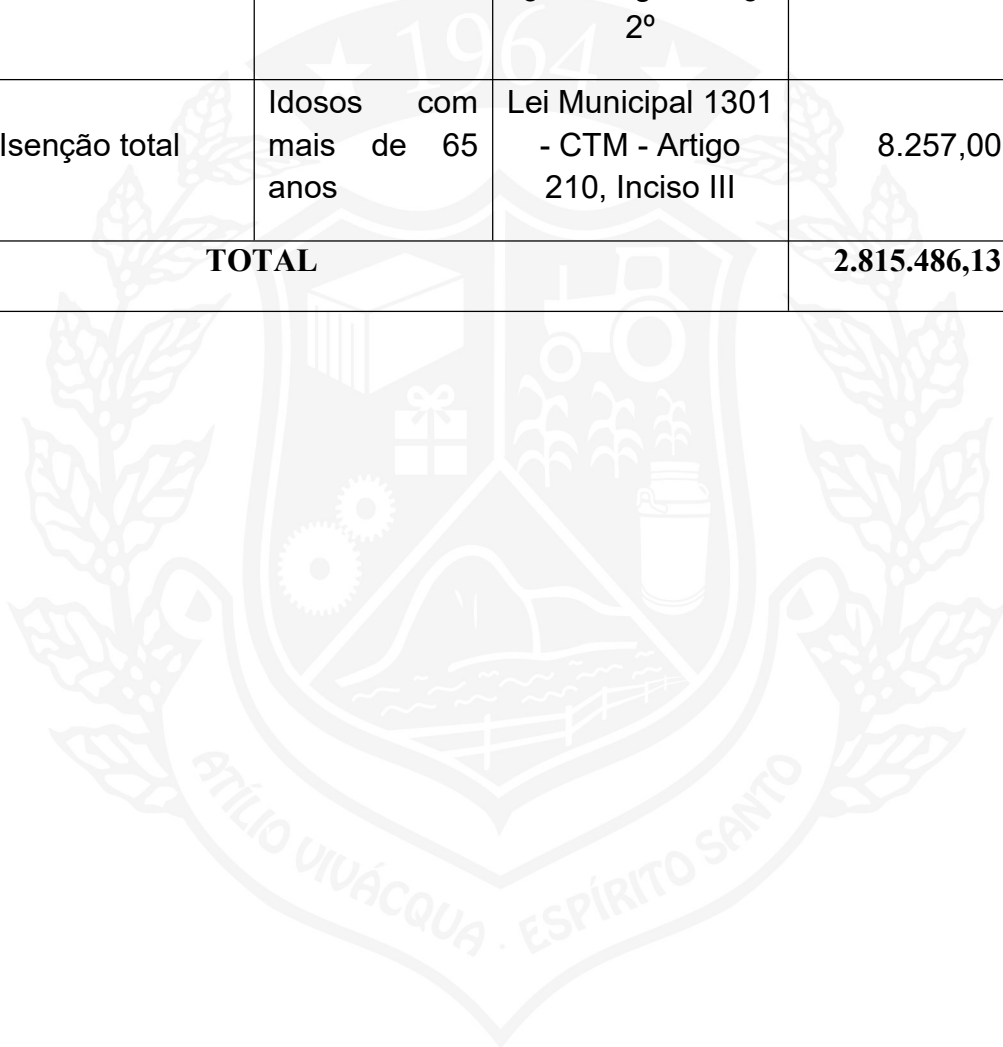 2º
Isenção total
Idosos com
mais de 65
anos
Lei Municipal 1301
- CTM - Artigo
210, Inciso III
8.257,00
TOTAL
2.815.486,13
1964
ATÍLIO VIVÁCQUA - ESPÍRITO SANTO